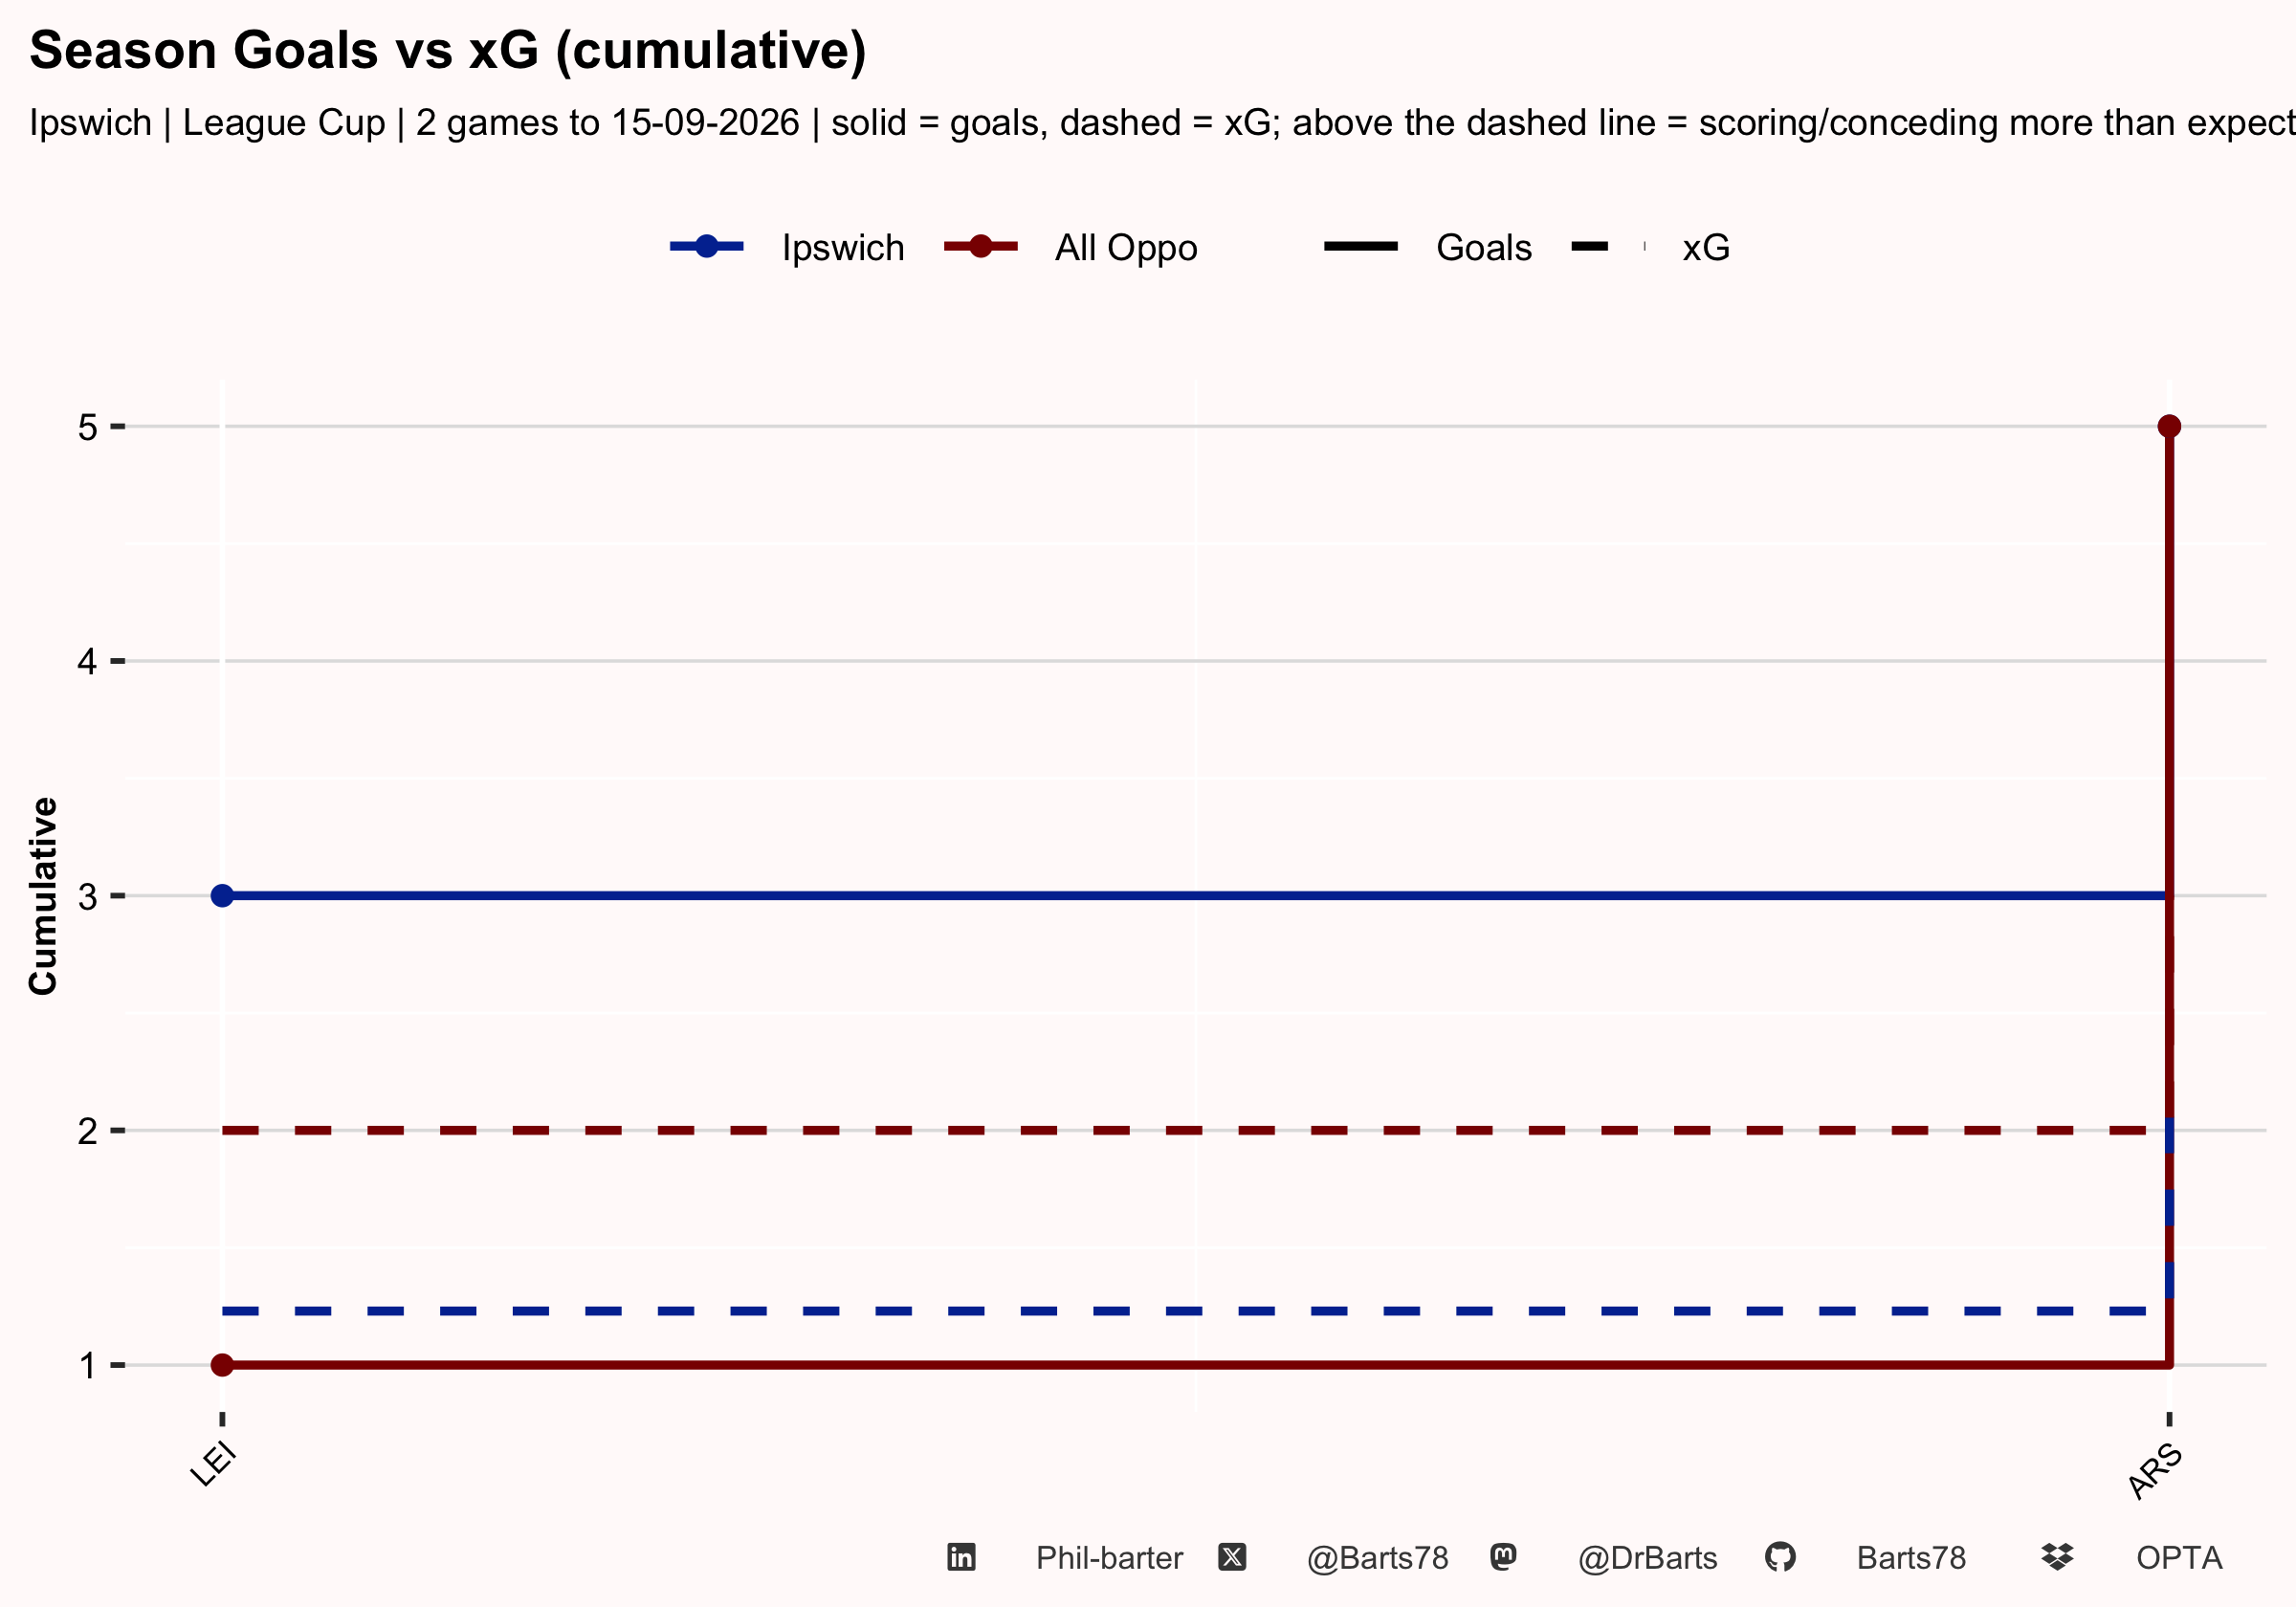 Season Goals vs xG (cumulative)
Ipswich | League Cup | 2 games to 15-09-2026 | solid = goals, dashed = xG; above the dashed line = scoring/conceding more than expect
Ipswich All Oppo Goals xG
5
4
3
2
1
Cumulative
LEI ARS
Phil-barter @Barts78 @DrBarts Barts78 OPTA